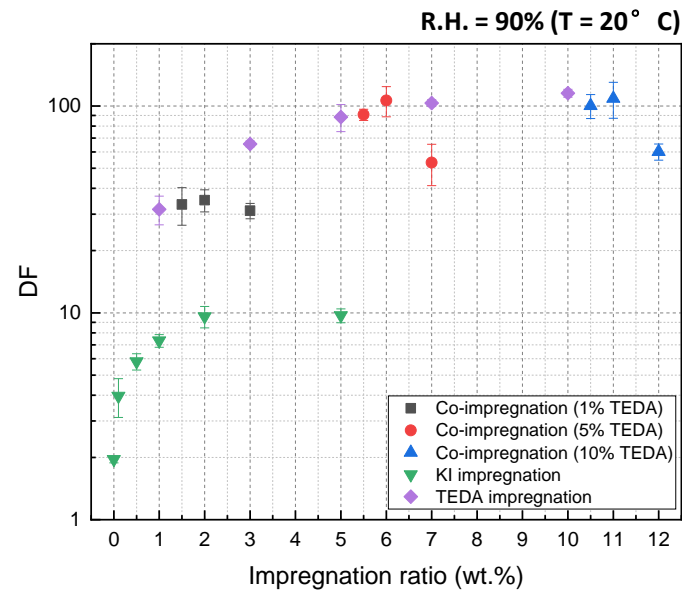 R.H. = 90% (T = 20° C)
100
10
1
DF
0 1 2 3 4 5 6 7 8 9 10 11 12
Impregnation ratio (wt.%)
Co-impregnation (1% TEDA)
Co-impregnation (5% TEDA)
Co-impregnation (10% TEDA)
KI impregnation
TEDA impregnation